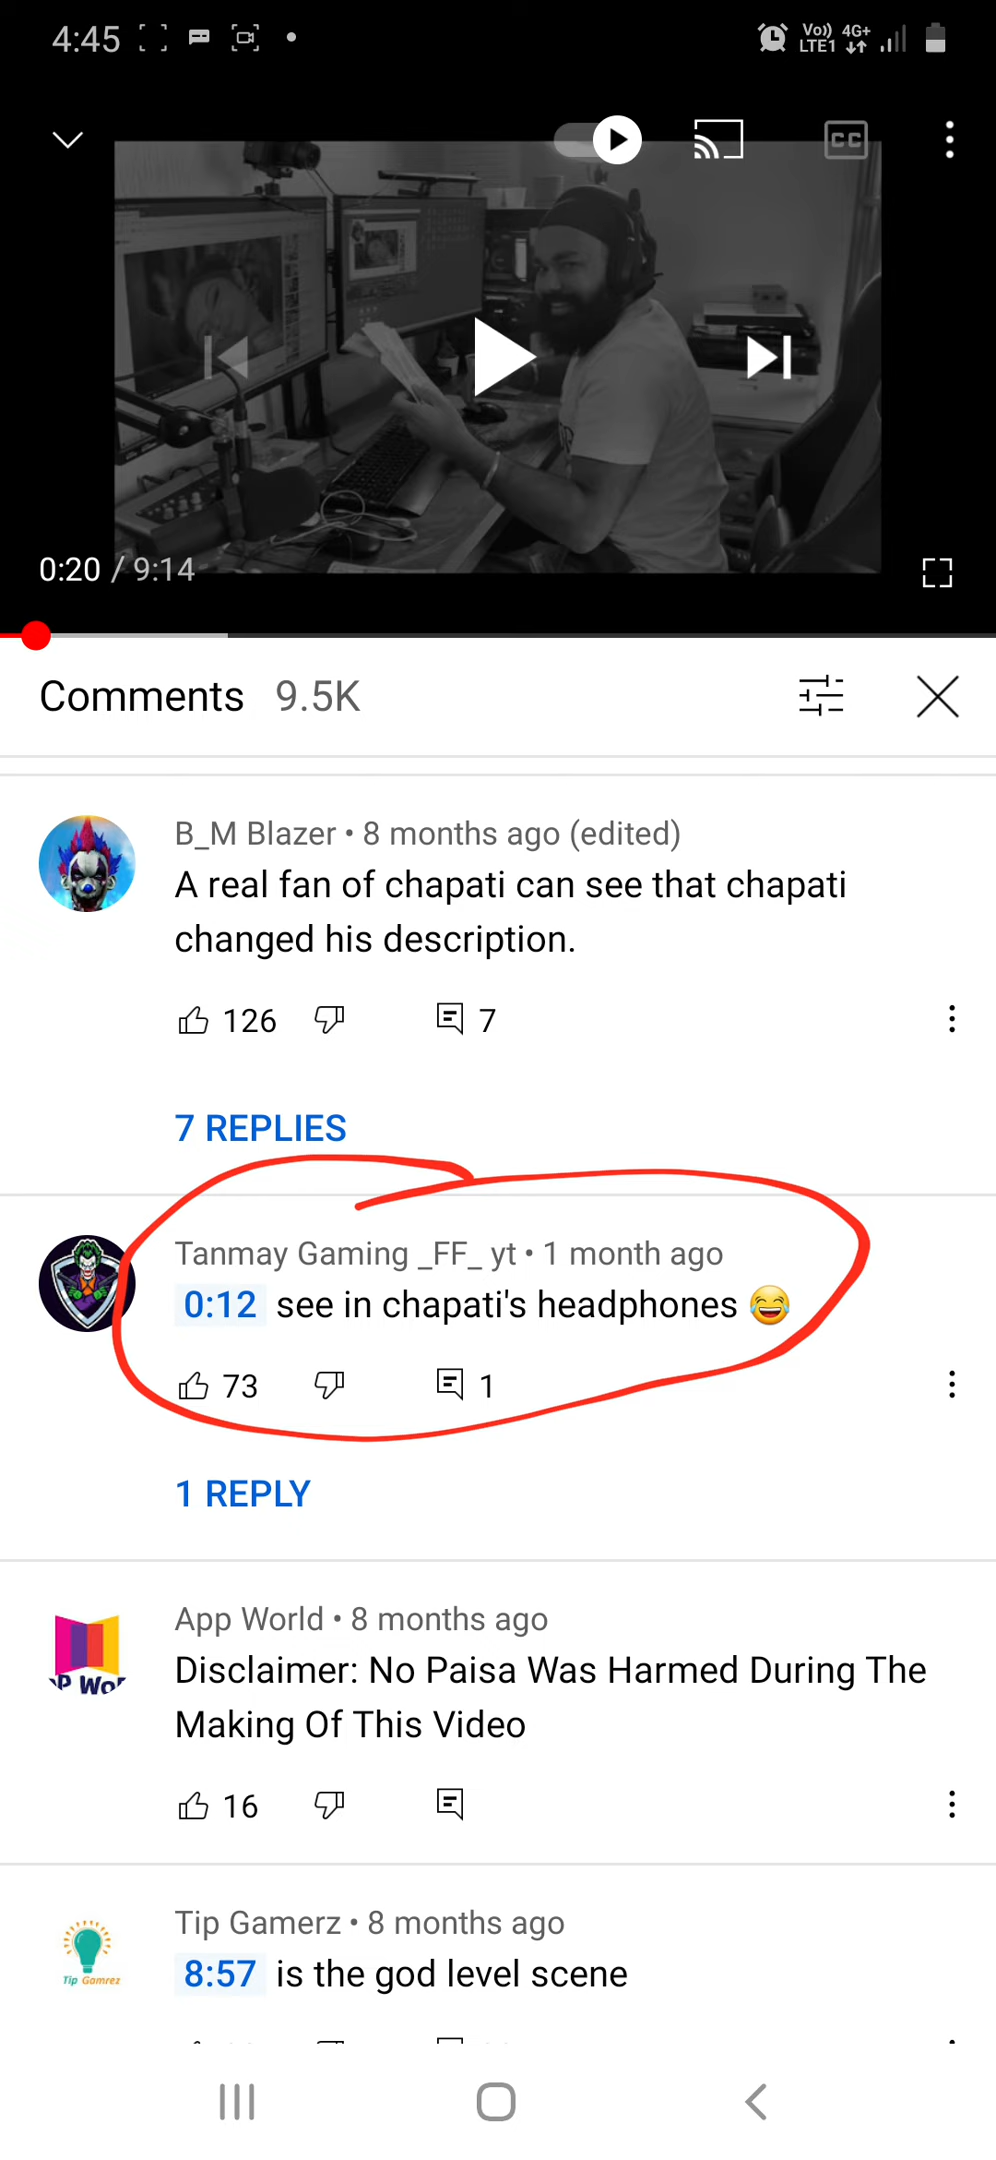 4:45
Vo)) 4G+
LTE1
CC
0:20 / 9:14
Comments 9.5K
B_M Blazer • 8 months ago (edited)
A real fan of chapati can see that chapati
changed his description.
126 7
7 REPLIES
Tanmay Gaming _FF_ yt • 1 month ago
0:12 see in chapati's headphones 😂
73 1
1 REPLY
App World • 8 months ago
Disclaimer: No Paisa Was Harmed During The
Making Of This Video
16
Tip Gamerz • 8 months ago
Tip Gamrez
8:57 is the god level scene